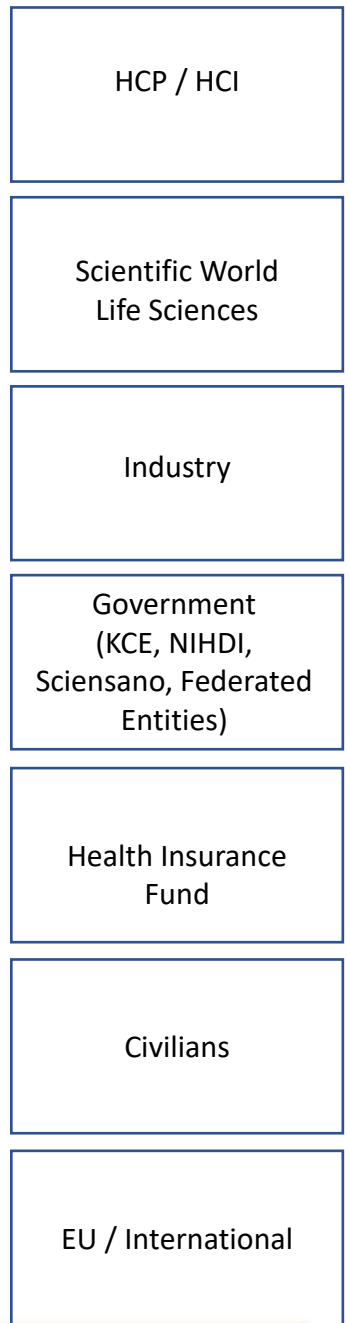 HCP / HCI
Scientific World
Life Sciences
Industry
Government
(KCE, NIHDI,
Sciensano, Federated
Entities)
Health Insurance
Fund
Civilians
EU / International